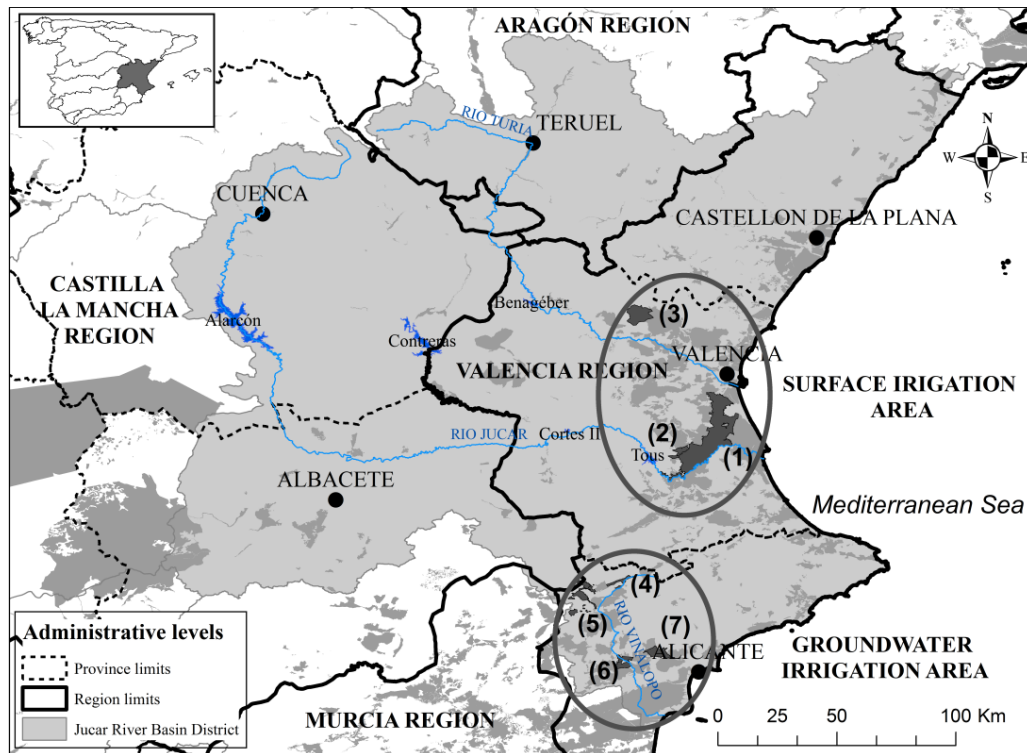 ARAGÓN REGION
RIO TURIA
TERUEL
N
W
E
S
CUENCA
CASTELLON DE LA PLANA
CASTILLA
LA MANCHA
REGION
Alarcón
Benagéber
Contreras
(3)
VALENCIA
VALENCIA REGION
SURFACE IRIGATION
AREA
RIO JUCAR
Cortes II
(2)
Tous
(1)
ALBACETE
Mediterranean Sea
(4)
(5)
RIO VINALOPO
(7)
ALICANTE
(6)
GROUNDWATER
IRRIGATION AREA
MURCIA REGION
Administrative levels
Province limits
Region limits
Jucar River Basin District
0 25 50 100 Km